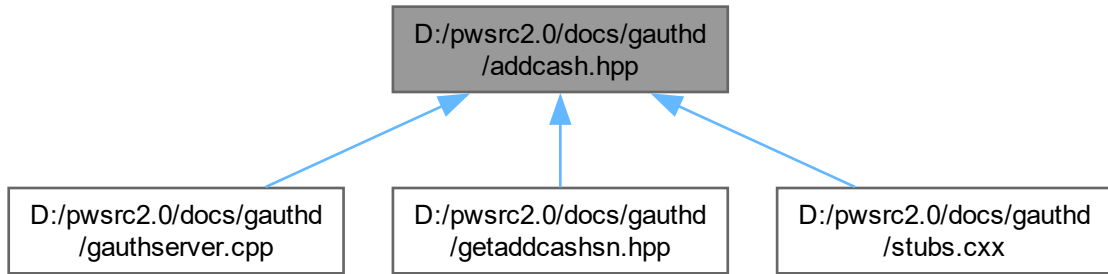 D:/pwsrc2.0/docs/gauthd
/addcash.hpp
D:/pwsrc2.0/docs/gauthd
/gauthserver.cpp
D:/pwsrc2.0/docs/gauthd
/getaddcashsn.hpp
D:/pwsrc2.0/docs/gauthd
/stubs.cxx